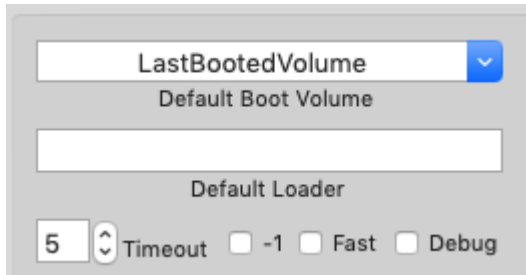 LastBootedVolume
Default Boot Volume
Default Loader
5 Timeout -1 Fast Debug